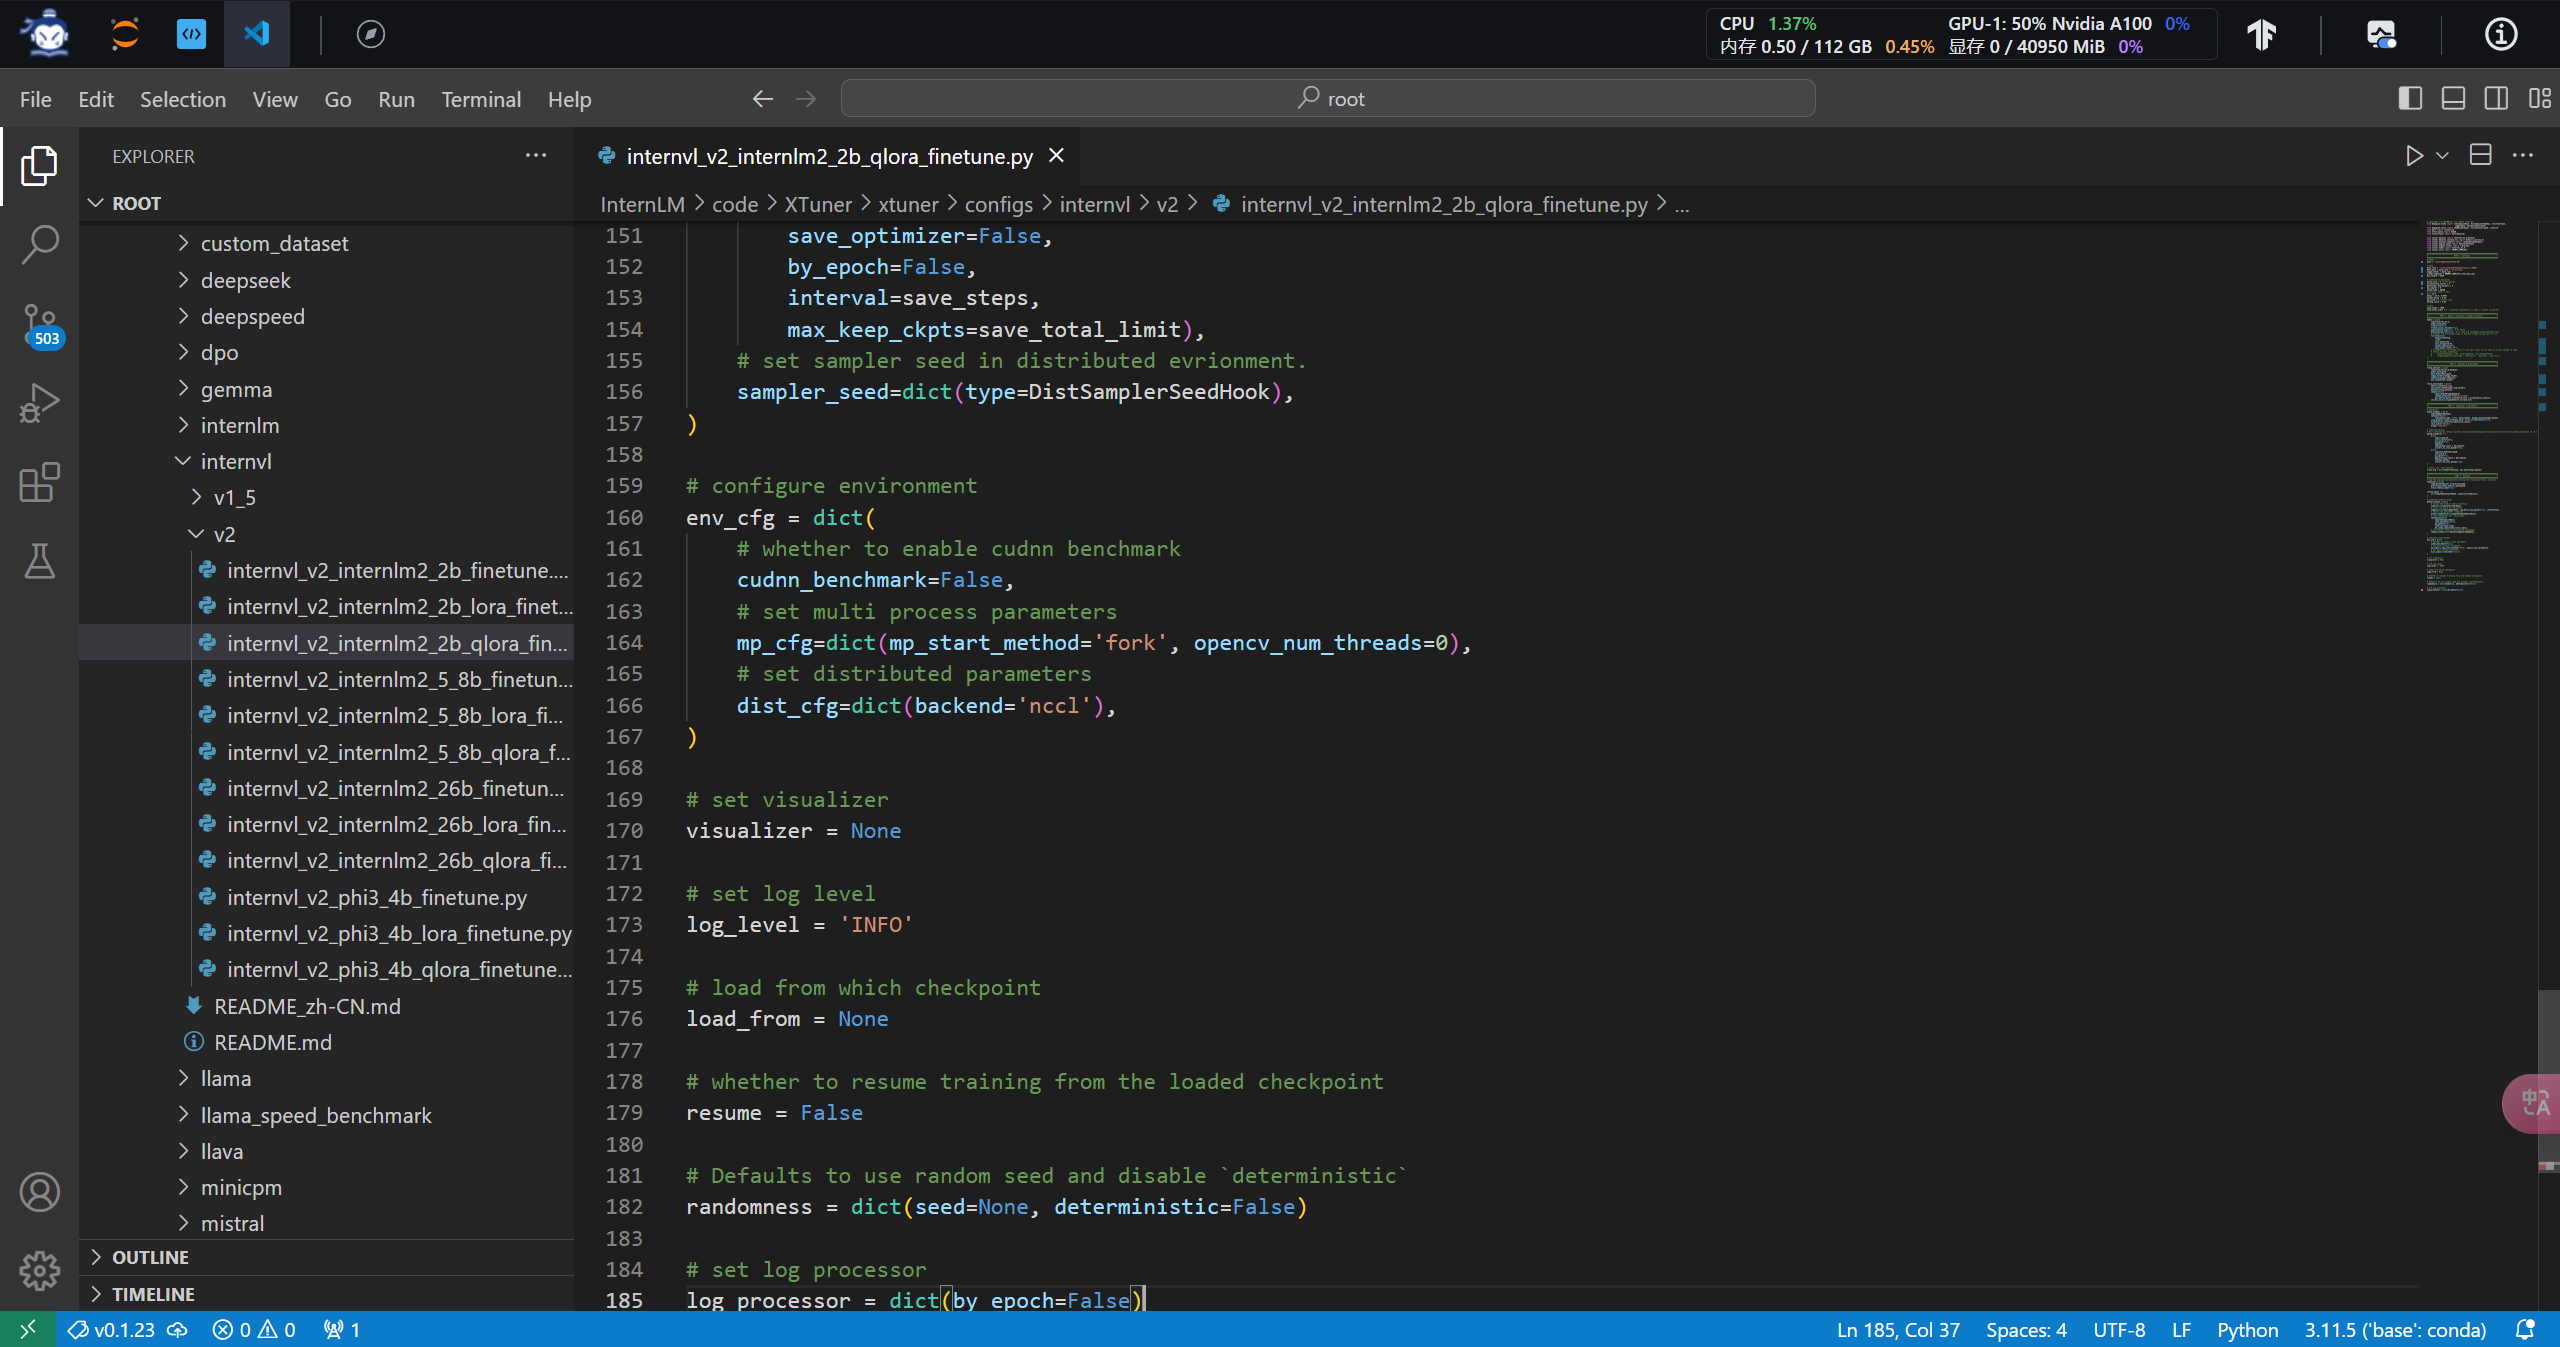 CPU 1.37% GPU-1: 50% Nvidia A100 0%
内存 0.50 / 112 GB 0.45% 显存 0 / 40950 MiB 0%
File Edit Selection View Go Run Terminal Help
root
EXPLORER
ROOT
custom_dataset
deepseek
deepspeed
dpo
gemma
internlm
internvl
v1_5
v2
internvl_v2_internlm2_2b_finetune....
internvl_v2_internlm2_2b_lora_finet...
internvl_v2_internlm2_2b_qlora_fin...
internvl_v2_internlm2_5_8b_finetun...
internvl_v2_internlm2_5_8b_lora_fi...
internvl_v2_internlm2_5_8b_qlora_f...
internvl_v2_internlm2_26b_finetun...
internvl_v2_internlm2_26b_lora_fin...
internvl_v2_internlm2_26b_qlora_fi...
internvl_v2_phi3_4b_finetune.py
internvl_v2_phi3_4b_lora_finetune.py
internvl_v2_phi3_4b_qlora_finetune...
README_zh-CN.md
README.md
llama
llama_speed_benchmark
llava
minicpm
mistral
OUTLINE
TIMELINE
503
internvl_v2_internlm2_2b_qlora_finetune.py
InternLM > code > XTuner > xtuner > configs > internvl > v2 > internvl_v2_internlm2_2b_qlora_finetune.py > ...
151         save_optimizer=False,
152         by_epoch=False,
153         interval=save_steps,
154         max_keep_ckpts=save_total_limit),
155     # set sampler seed in distributed evrionment.
156     sampler_seed=dict(type=DistSamplerSeedHook),
157 )
158
159 # configure environment
160 env_cfg = dict(
161     # whether to enable cudnn benchmark
162     cudnn_benchmark=False,
163     # set multi process parameters
164     mp_cfg=dict(mp_start_method='fork', opencv_num_threads=0),
165     # set distributed parameters
166     dist_cfg=dict(backend='nccl'),
167 )
168
169 # set visualizer
170 visualizer = None
171
172 # set log level
173 log_level = 'INFO'
174
175 # load from which checkpoint
176 load_from = None
177
178 # whether to resume training from the loaded checkpoint
179 resume = False
180
181 # Defaults to use random seed and disable `deterministic`
182 randomness = dict(seed=None, deterministic=False)
183
184 # set log processor
185 log_processor = dict(by_epoch=False)
v0.1.23 0 0 1 Ln 185, Col 37 Spaces: 4 UTF-8 LF Python 3.11.5 ('base': conda)